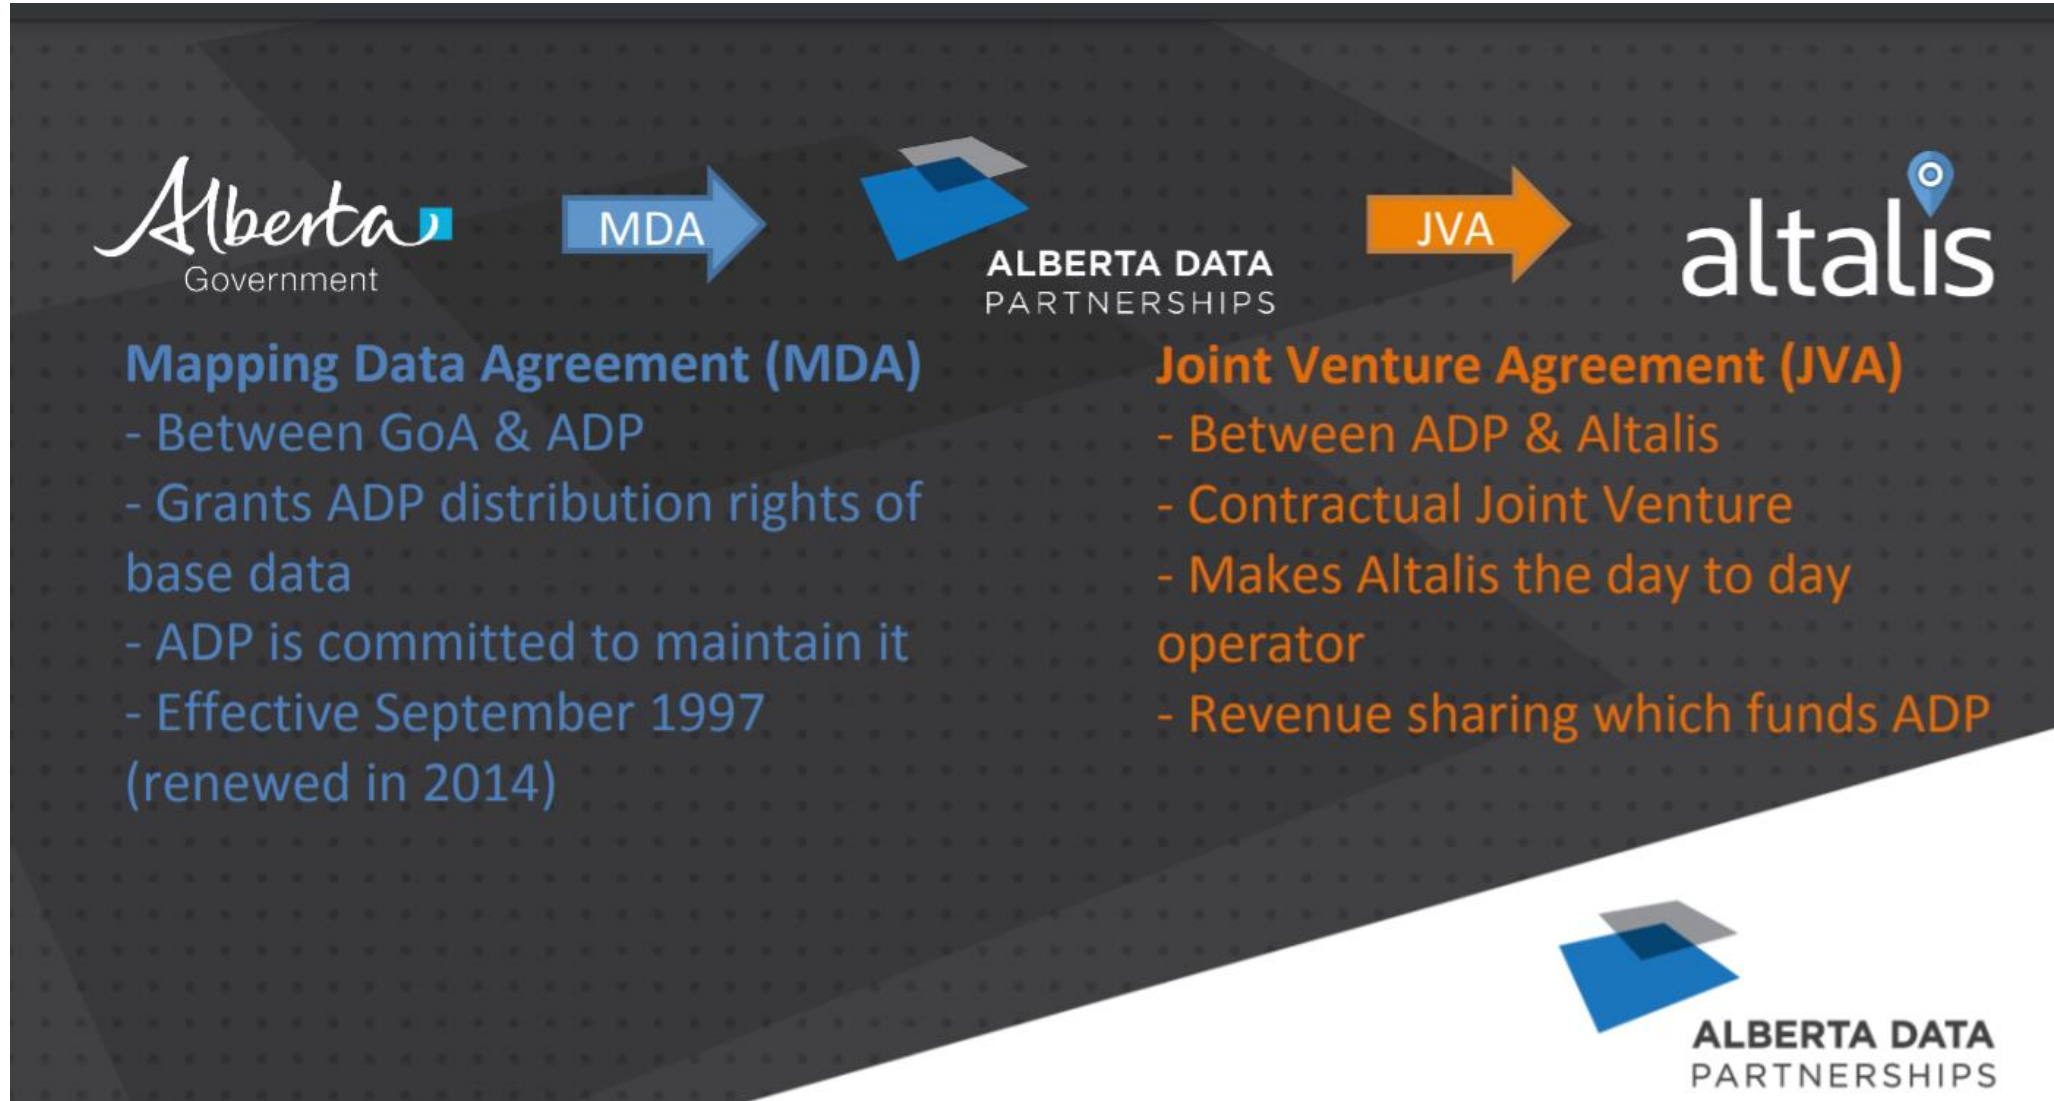 Alberta
Government
MDA
ALBERTA DATA
PARTNERSHIPS
JVA
altalis
Mapping Data Agreement (MDA)
- Between GoA & ADP
- Grants ADP distribution rights of
base data
- ADP is committed to maintain it
- Effective September 1997
(renewed in 2014)
Joint Venture Agreement (JVA)
- Between ADP & Altalis
- Contractual Joint Venture
- Makes Altalis the day to day
operator
- Revenue sharing which funds ADP
ALBERTA DATA
PARTNERSHIPS